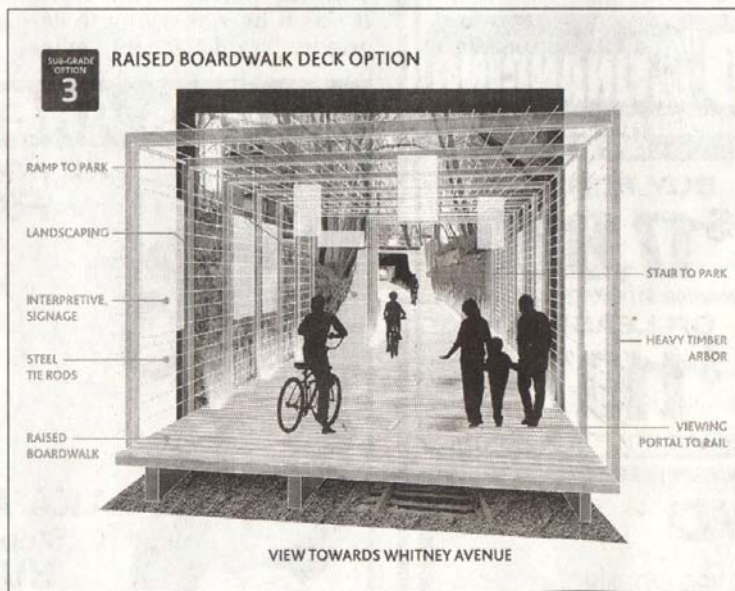 SUB-GRADE
OPTION
3
RAISED BOARDWALK DECK OPTION
RAMP TO PARK
LANDSCAPING
INTERPRETIVE
SIGNAGE
STEEL
TIE RODS
RAISED
BOARDWALK
STAIR TO PARK
HEAVY TIMBER
ARBOR
VIEWING
PORTAL TO RAIL
VIEW TOWARDS WHITNEY AVENUE